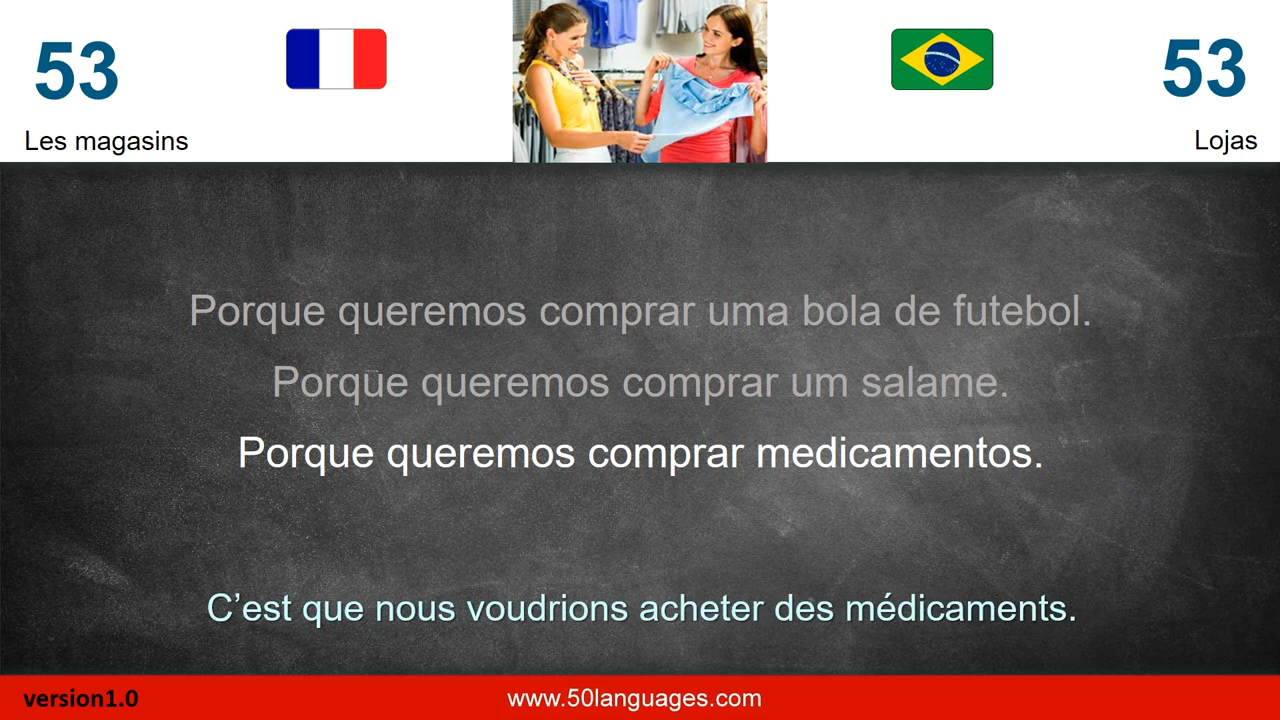 53
53
Les magasins
Lojas
Porque queremos comprar uma bola de futebol.
Porque queremos comprar um salame.
Porque queremos comprar medicamentos.
C’est que nous voudrions acheter des médicaments.
version1.0
www.50languages.com